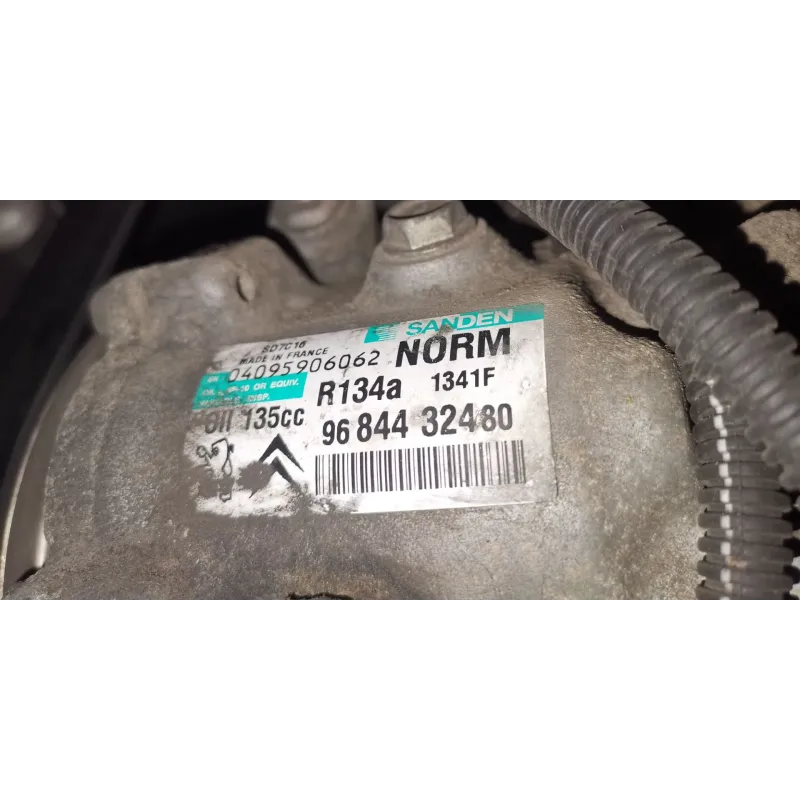 SANDEN
SD7C16
MADE IN FRANCE
04095906062
NORM
OR EQUIV.
R134a 1341F
Oil 135cc
96 844 32480